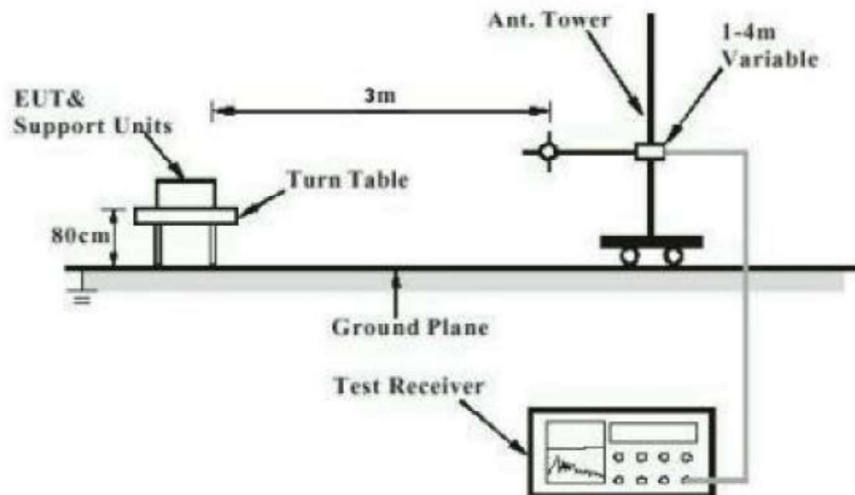 Ant. Tower
1-4m
Variable
EUT&
Support Units
3m
Turn Table
80cm
Ground Plane
Test Receiver